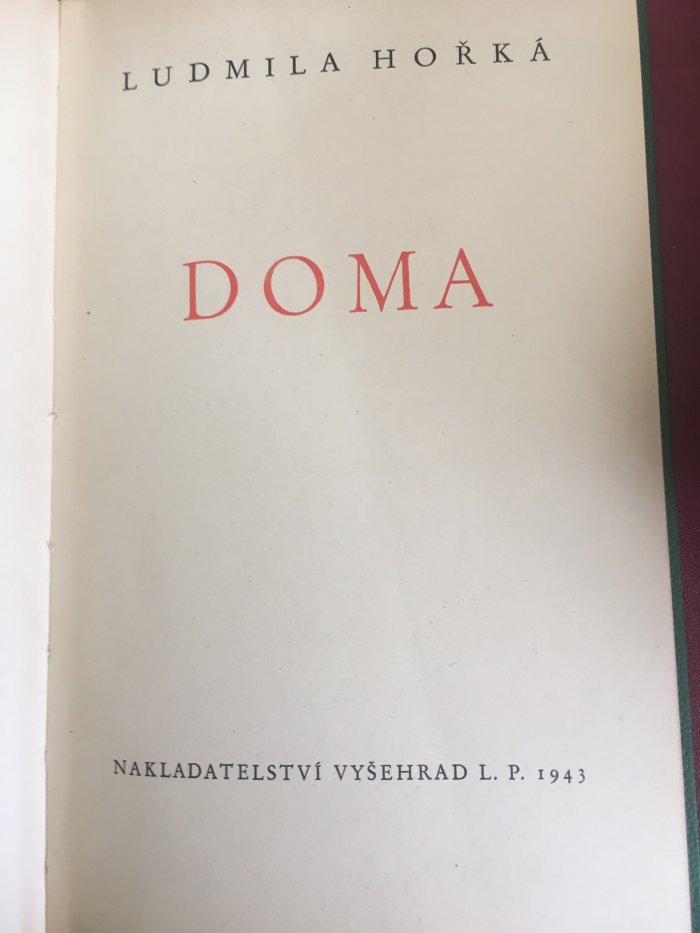 LUDMILA HOŘKÁ
DOMA
NAKLADATELSTVÍ VYŠEHRAD L. P. 1943